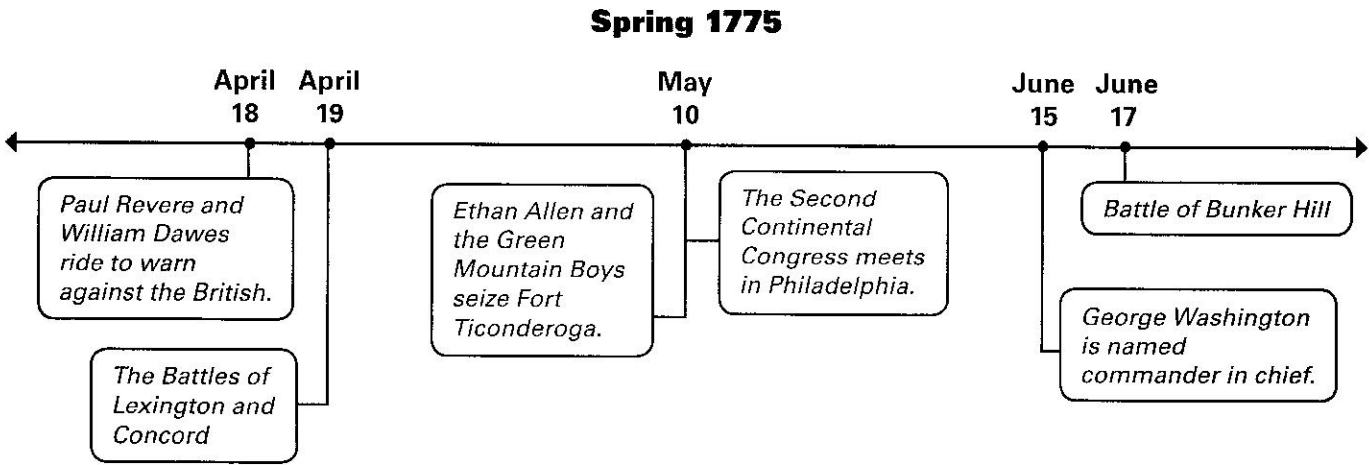 Spring 1775
April
18
April
19
May
10
June
15
June
17
Paul Revere and
William Dawes
ride to warn
against the British.
The Battles of
Lexington and
Concord
Ethan Allen and
the Green
Mountain Boys
seize Fort
Ticonderoga.
The Second
Continental
Congress meets
in Philadelphia.
Battle of Bunker Hill
George Washington
is named
commander in chief.